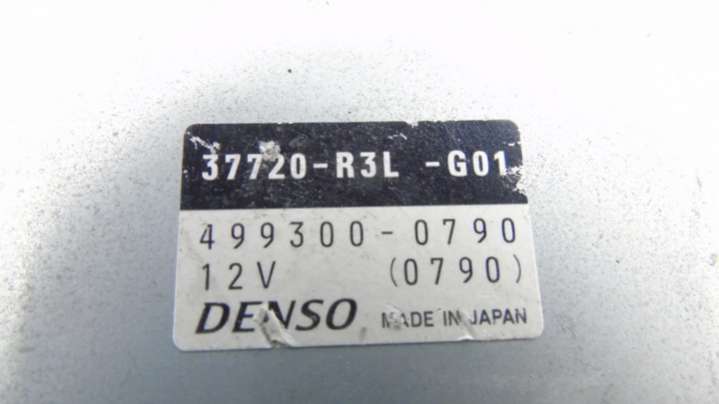 37720-R3L -G01
499300-0790
12V (0790)
DENSO MADE IN JAPAN